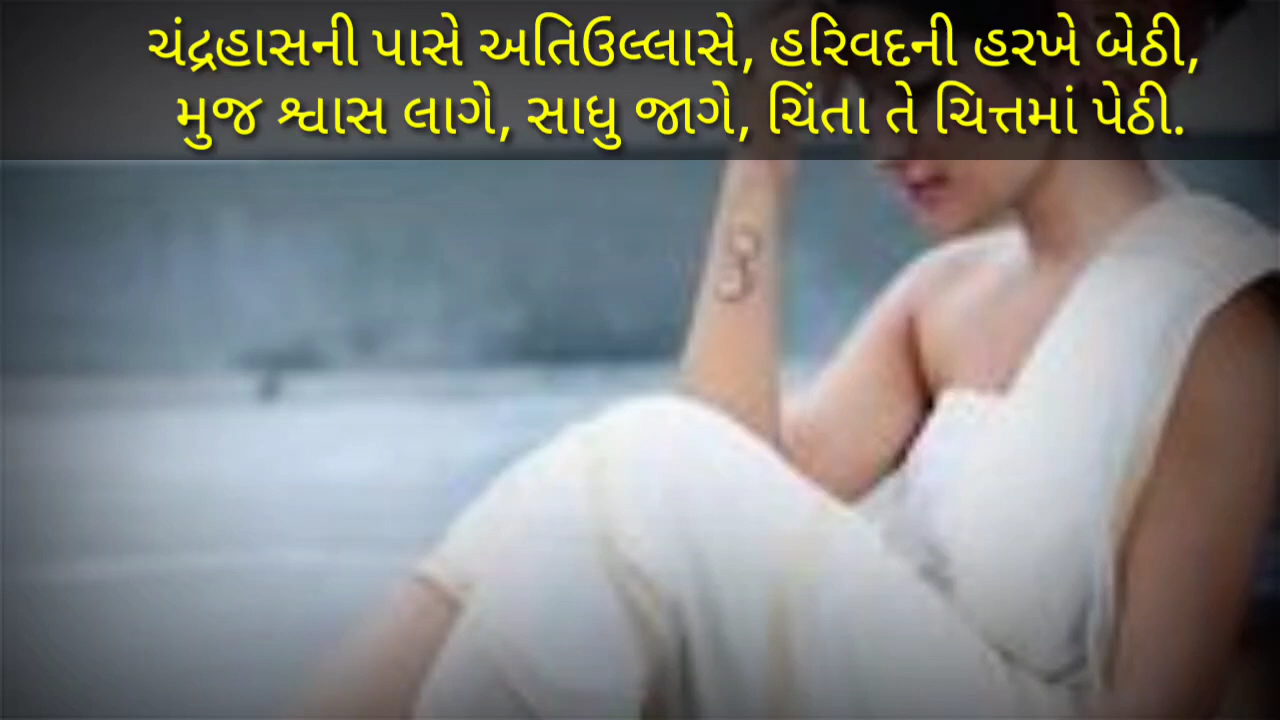 ચંદ્રહાસની પાસે અતિઉલ્લાસે, હરિવદની હરખે બેઠી,
મુજ શ્વાસ લાગે, સાધુ જાગે, ચિંતા તે ચિત્તમાં પેઠી.